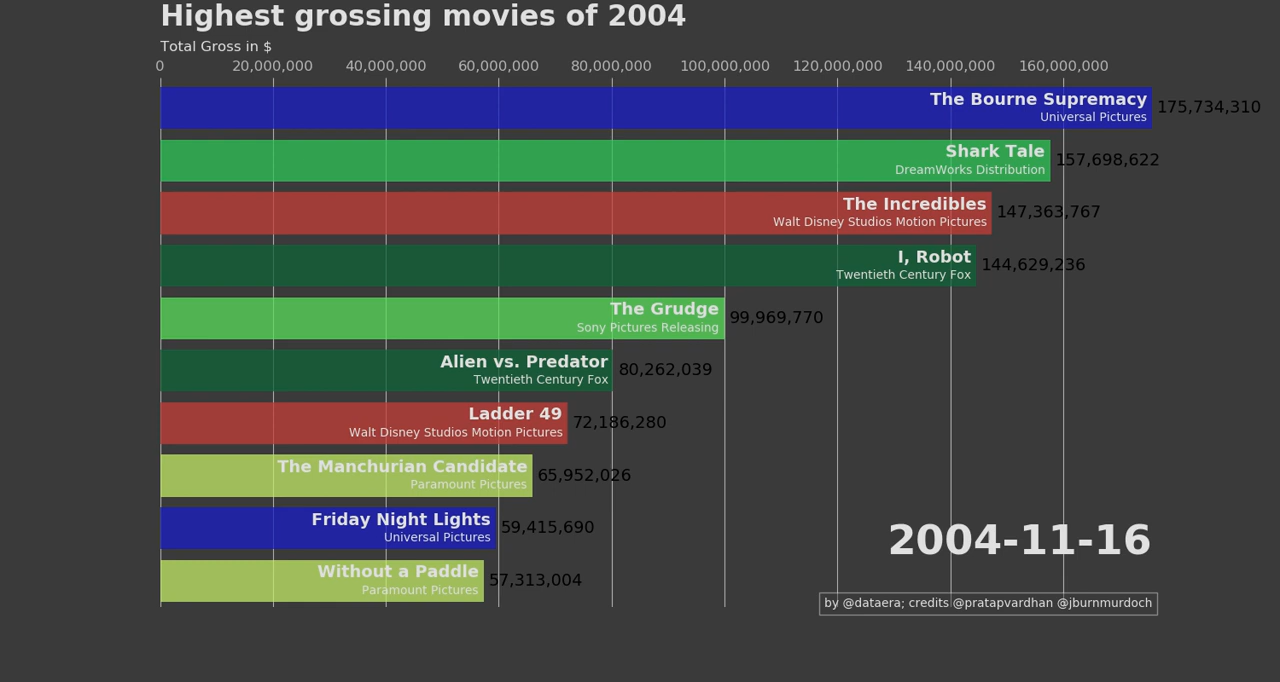 Highest grossing movies of 2004
Total Gross in $
0 20,000,000 40,000,000 60,000,000 80,000,000 100,000,000 120,000,000 140,000,000 160,000,000
The Bourne Supremacy 175,734,310
Universal Pictures
Shark Tale 157,698,622
DreamWorks Distribution
The Incredibles 147,363,767
Walt Disney Studios Motion Pictures
I, Robot 144,629,236
Twentieth Century Fox
The Grudge 99,969,770
Sony Pictures Releasing
Alien vs. Predator 80,262,039
Twentieth Century Fox
Ladder 49 72,186,280
Walt Disney Studios Motion Pictures
The Manchurian Candidate 65,952,026
Paramount Pictures
Friday Night Lights 59,415,690
Universal Pictures
2004-11-16
Without a Paddle 57,313,004
Paramount Pictures
by @dataera; credits @pratapvardhan @jburnmurdoch